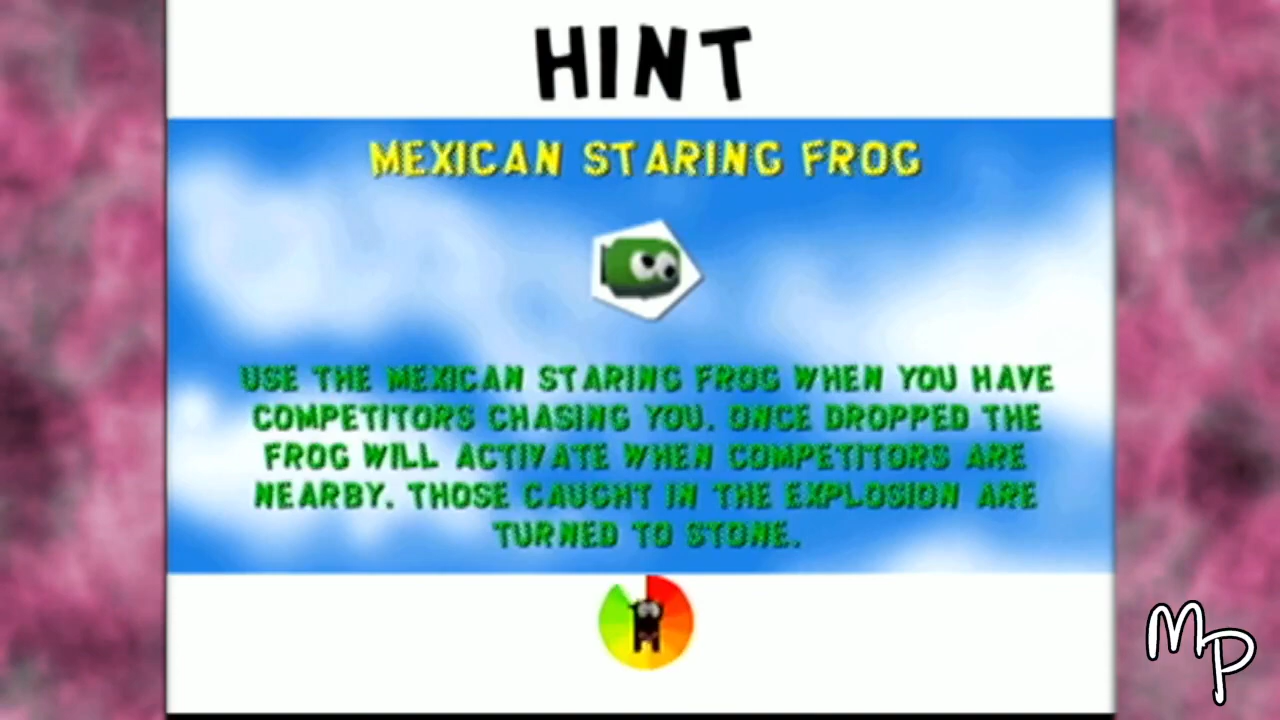 HINT
MEXICAN STARING FROG
USE THE MEXICAN STARING FROG WHEN YOU HAVE
COMPETITORS CHASING YOU. ONCE DROPPED THE
FROG WILL ACTIVATE WHEN COMPETITORS ARE
NEARBY. THOSE CAUGHT IN THE EXPLOSION ARE
TURNED TO STONE.
MP